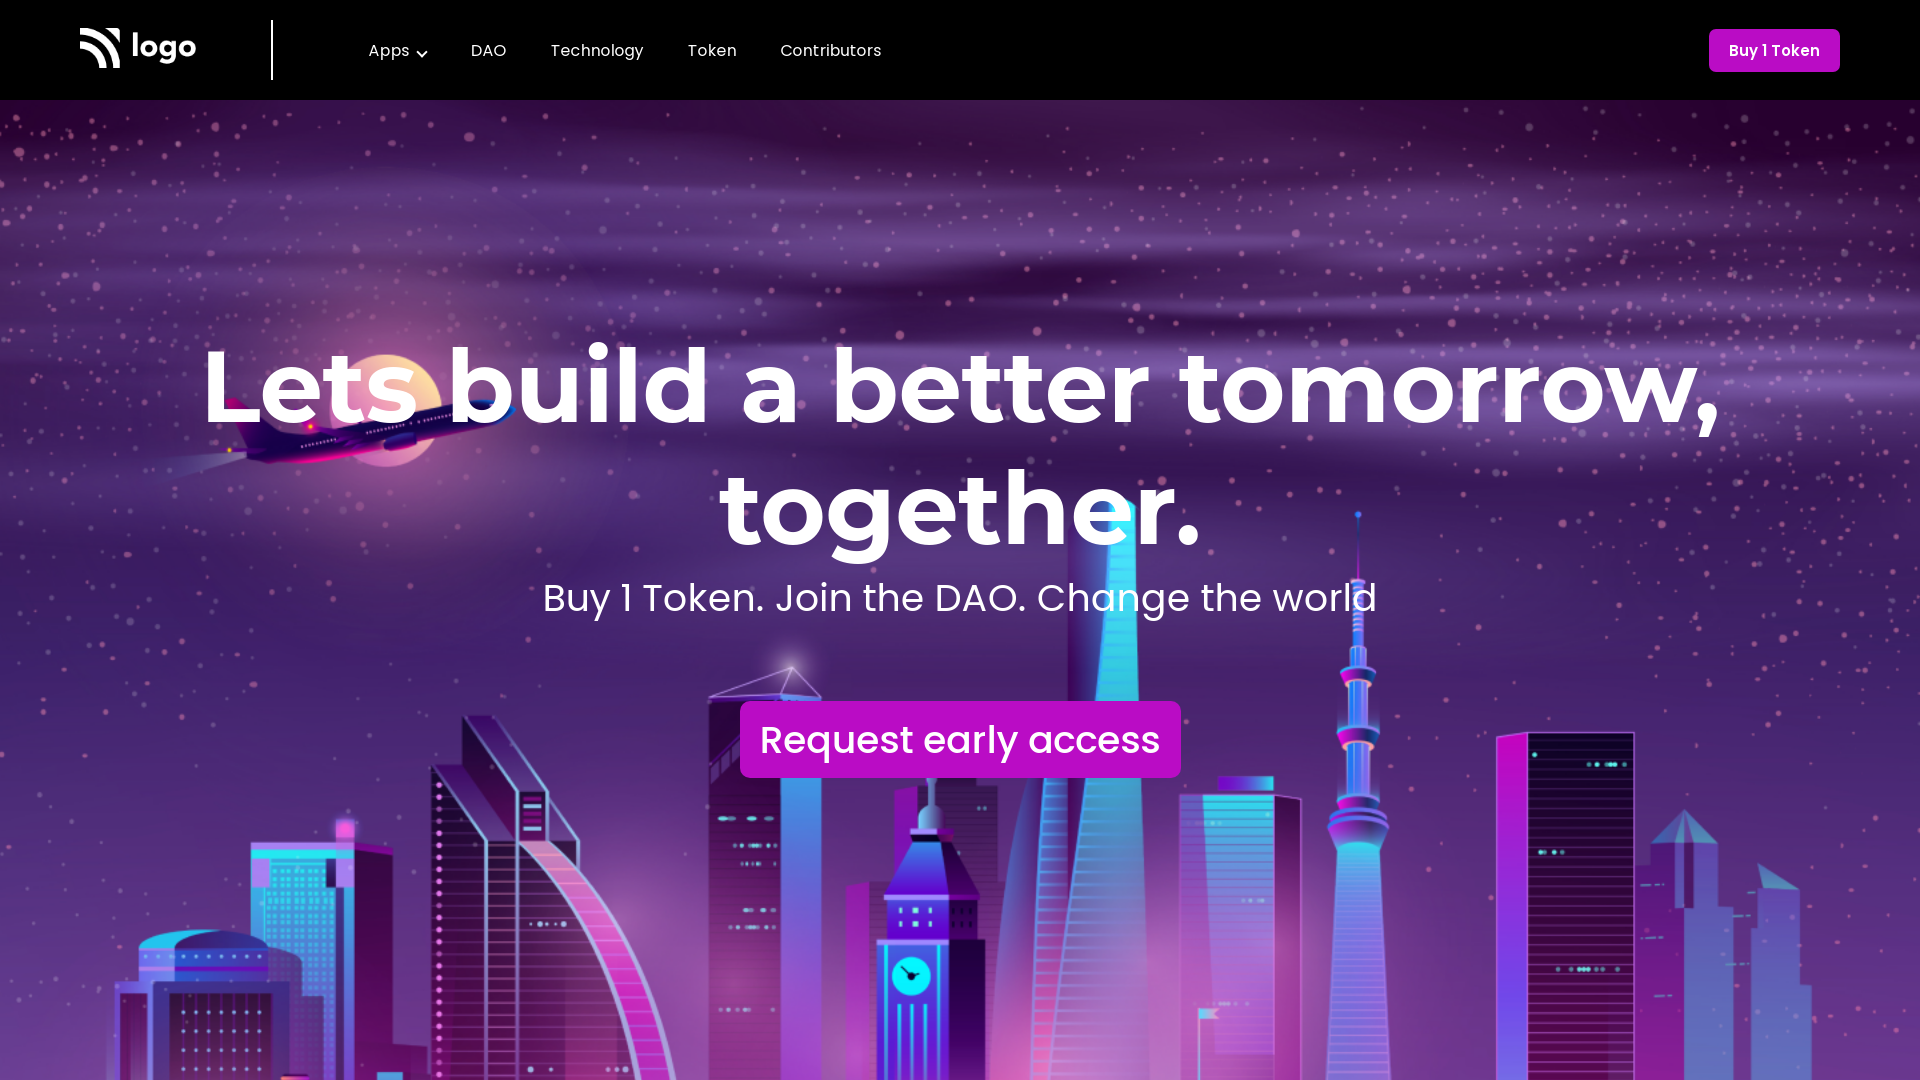 logo
Apps
DAO
Technology
Token
Contributors
Buy 1 Token
Lets build a better tomorrow,
together.
Buy 1 Token. Join the DAO. Change the world
Request early access